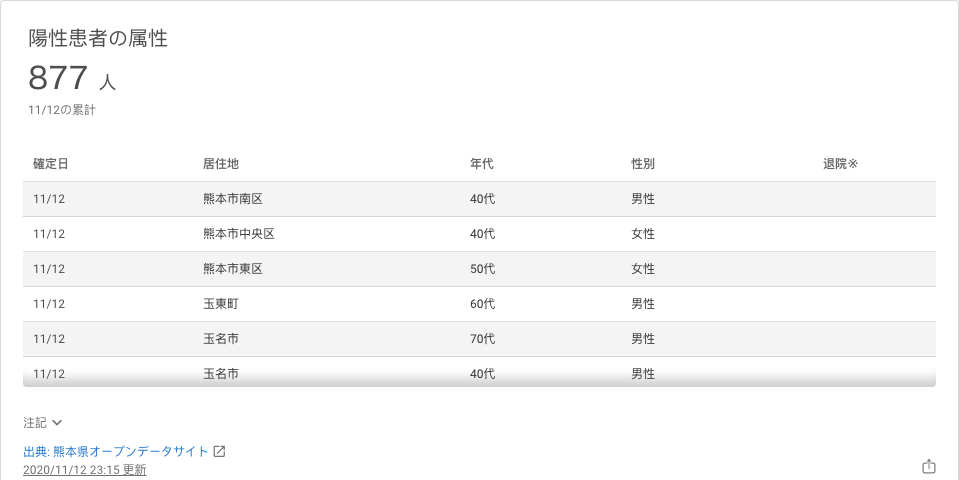 陽性患者の属性
877 人
11/12の累計
確定日 居住地 年代 性別 退院※
11/12 熊本市南区 40代 男性
11/12 熊本市中央区 40代 女性
11/12 熊本市東区 50代 女性
11/12 玉東町 60代 男性
11/12 玉名市 70代 男性
11/12 玉名市 40代 男性
注記
出典: 熊本県オープンデータサイト
2020/11/12 23:15 更新